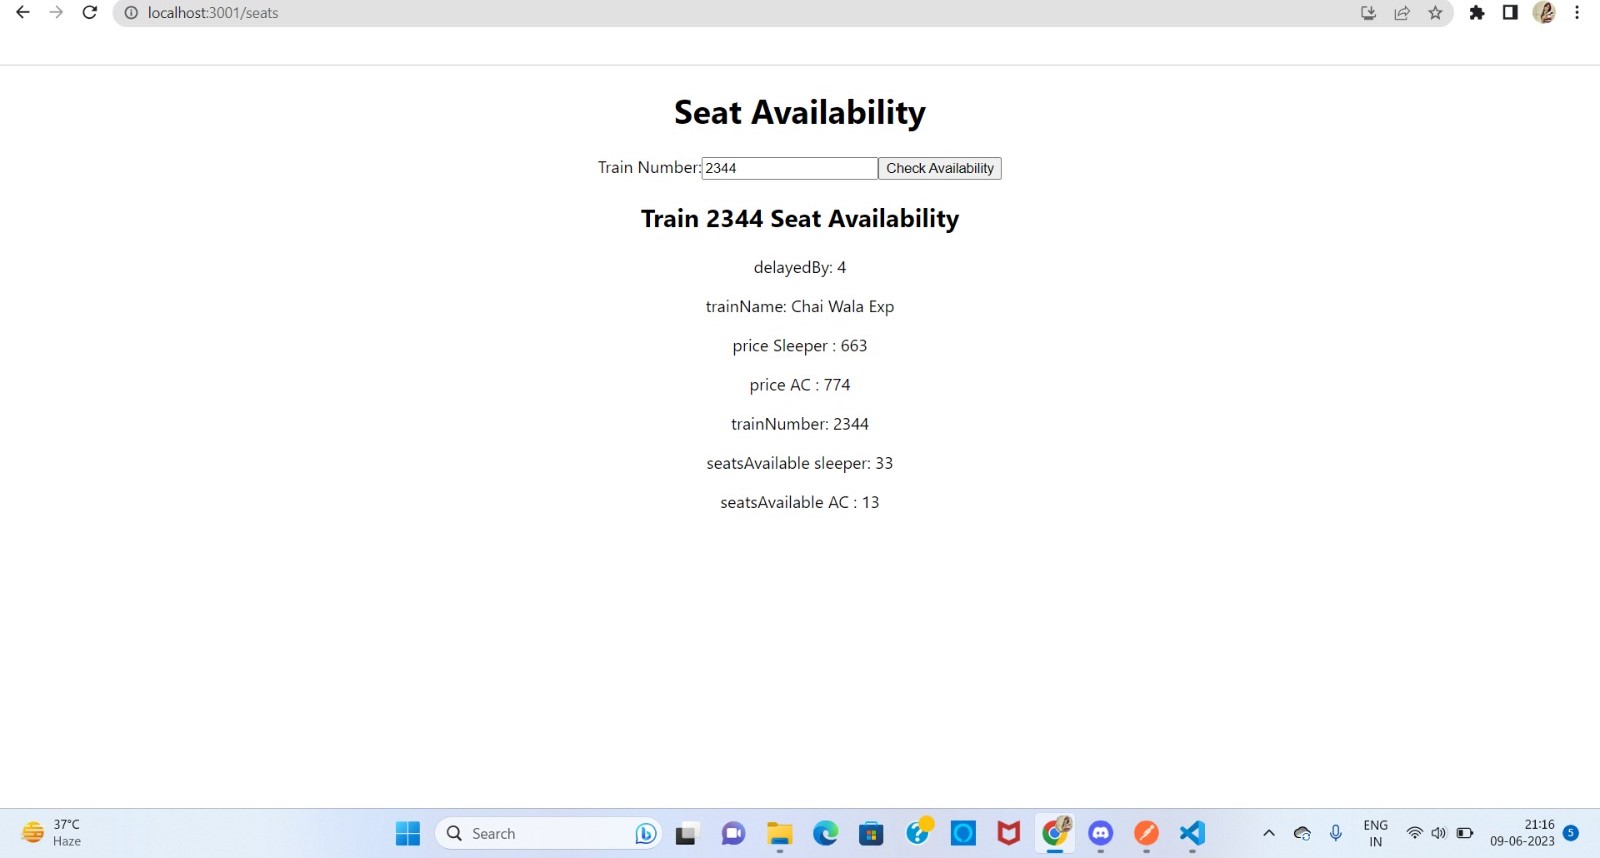 localhost:3001/seats
Seat Availability
Train Number: 2344 Check Availability
Train 2344 Seat Availability
delayedBy: 4
trainName: Chai Wala Exp
price Sleeper : 663
price AC : 774
trainNumber: 2344
seatsAvailable sleeper: 33
seatsAvailable AC : 13
37°C
Haze
Search
ENG
IN
21:16
09-06-2023
5